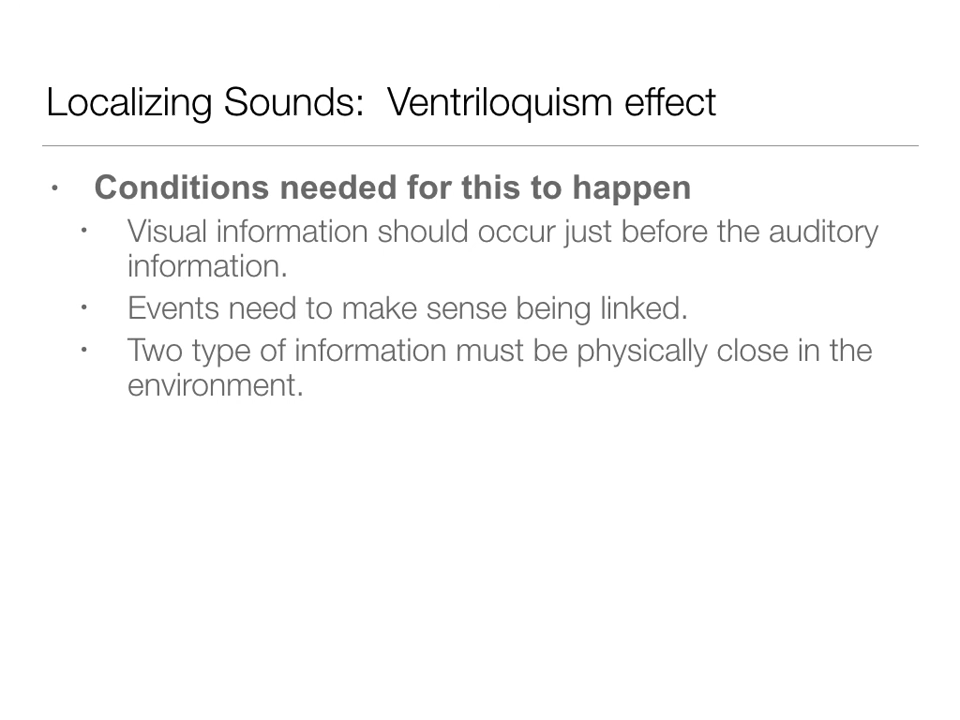 Localizing Sounds:  Ventriloquism effect
• Conditions needed for this to happen
• Visual information should occur just before the auditory
information.
• Events need to make sense being linked.
• Two type of information must be physically close in the
environment.